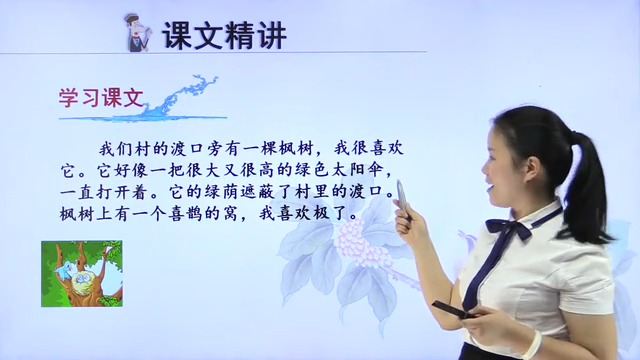 课文精讲
学习课文
我们村的渡口旁有一棵枫树，我很喜欢
它。它好像一把很大又很高的绿色太阳伞，
一直打开着。它的绿荫遮蔽了村里的渡口。
枫树上有一个喜鹊的窝，我喜欢极了。